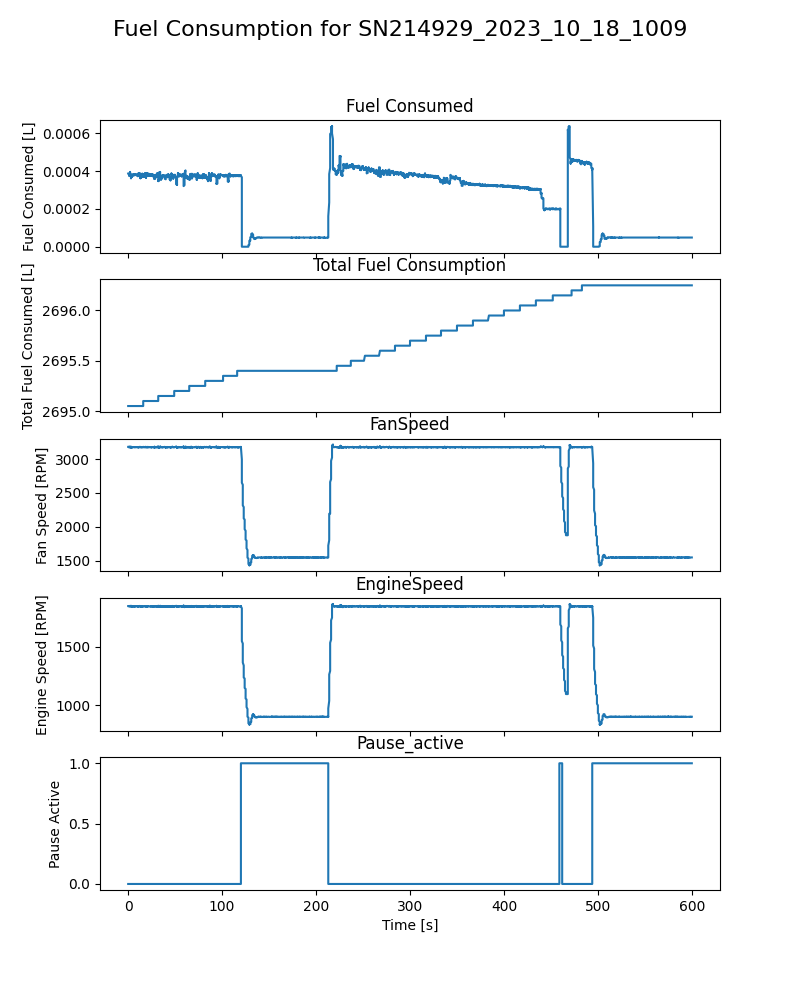 Fuel Consumption for SN214929_2023_10_18_1009
Fuel Consumed
Fuel Consumed [L]
0.0006
0.0004
0.0002
0.0000
Total Fuel Consumption
Total Fuel Consumed [L]
2696.0
2695.5
2695.0
FanSpeed
Fan Speed [RPM]
3000
2500
2000
1500
EngineSpeed
Engine Speed [RPM]
1500
1000
Pause_active
Pause Active
1.0
0.5
0.0
0 100 200 300 400 500 600
Time [s]